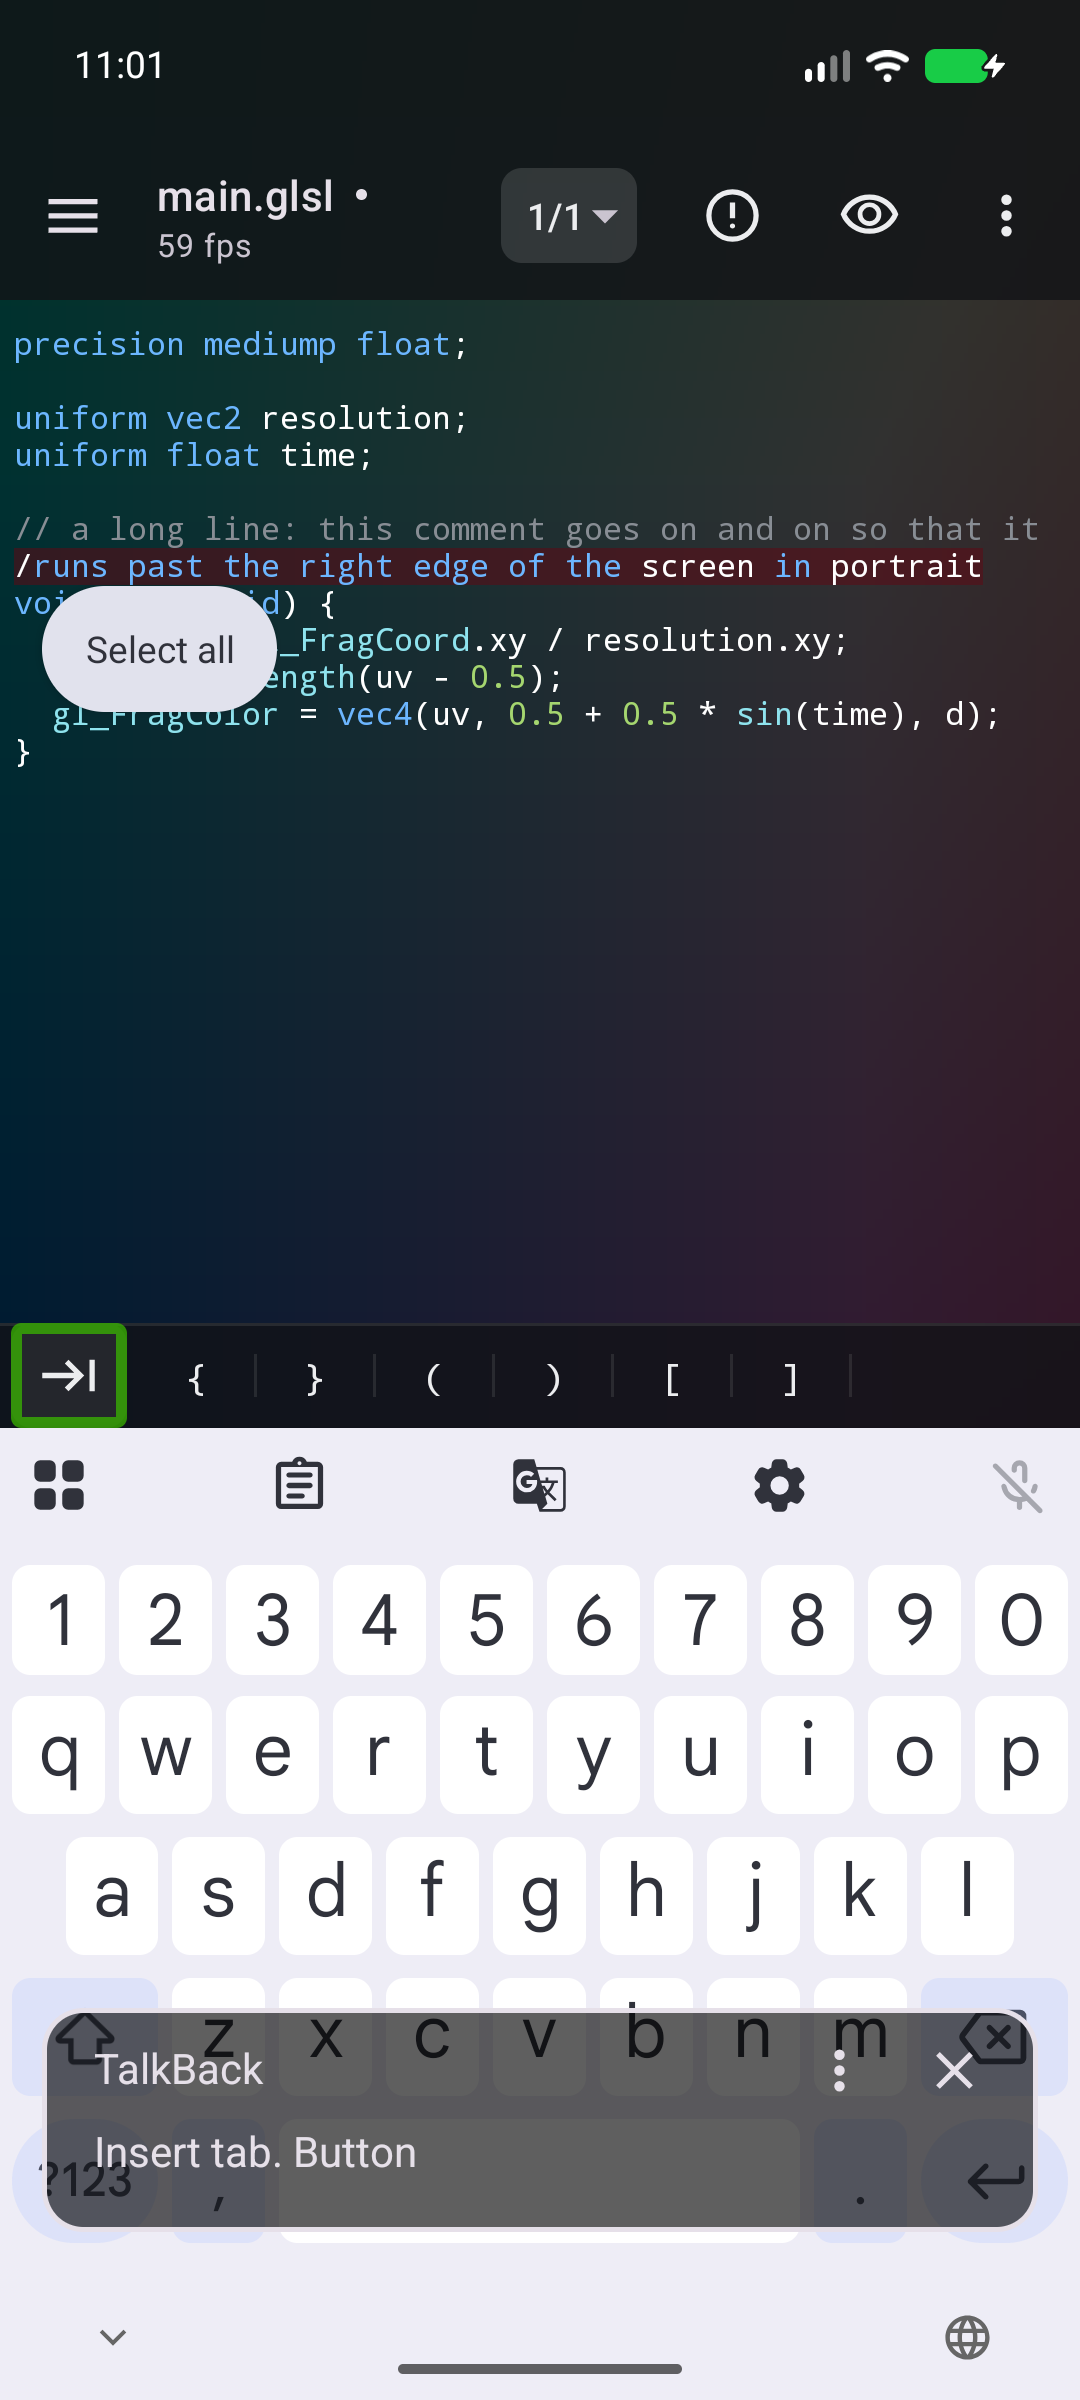 11:01
main.glsl •
59 fps
1/1
precision mediump float;
uniform vec2 resolution;
uniform float time;
// a long line: this comment goes on and on so that it
/runs past the right edge of the screen in portrait
voi
id) {
Select all
_FragCoord.xy / resolution.xy;
ength(uv - 0.5);
gl_FragColor = vec4(uv, 0.5 + 0.5 * sin(time), d);
}
{ } ( ) [ ]
1 2 3 4 5 6 7 8 9 0
q w e r t y u i o p
a s d f g h j k l
z x c v b n m
TalkBack
Insert tab. Button
?123 , .